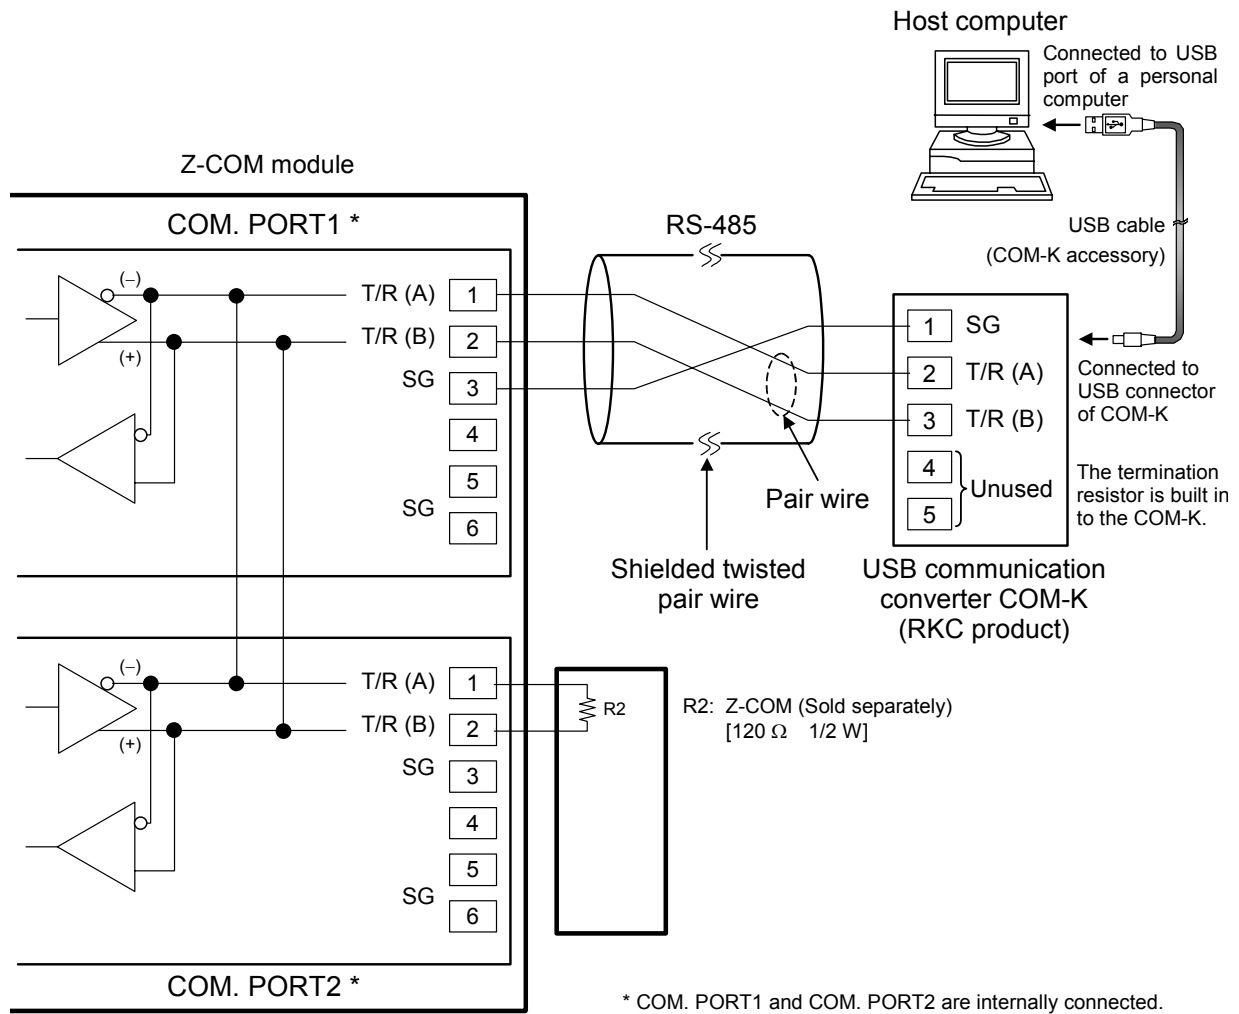 Host computer
Connected to USB
port of a personal
computer
Z-COM module
COM. PORT1 *
RS-485
USB cable
(COM-K accessory)
(−)
T/R (A) 1
T/R (B) 2
(+)
SG 3
4
5
SG
6
1 SG
2 T/R (A)
3 T/R (B)
4
5
Unused
Connected to
USB connector
of COM-K
The termination
resistor is built in
to the COM-K.
Pair wire
Shielded twisted
pair wire
USB communication
converter COM-K
(RKC product)
(−)
T/R (A) 1
T/R (B) 2
(+)
SG 3
4
5
SG
6
R2
R2: Z-COM (Sold separately)
[120 Ω 1/2 W]
COM. PORT2 *
* COM. PORT1 and COM. PORT2 are internally connected.